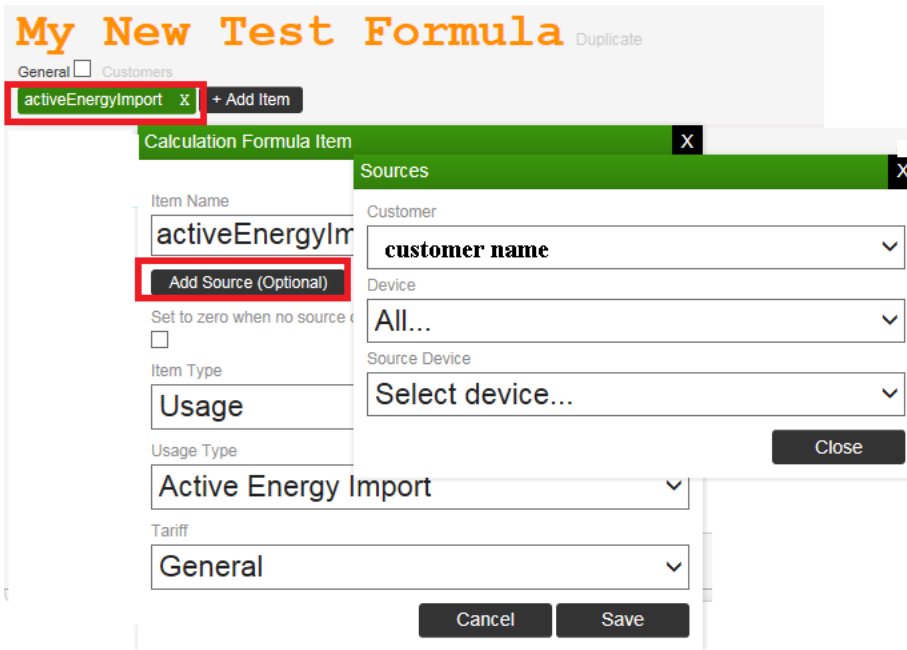 My New Test Formula Duplicate
General Customers
activeEnergyImport X + Add Item
Calculation Formula Item X
Sources X
Item Name
activeEnergyIm
Add Source (Optional)
Set to zero when no source
Item Type
Usage
Usage Type
Active Energy Import
Tariff
General
Cancel Save
Customer
customer name
Device
All...
Source Device
Select device...
Close